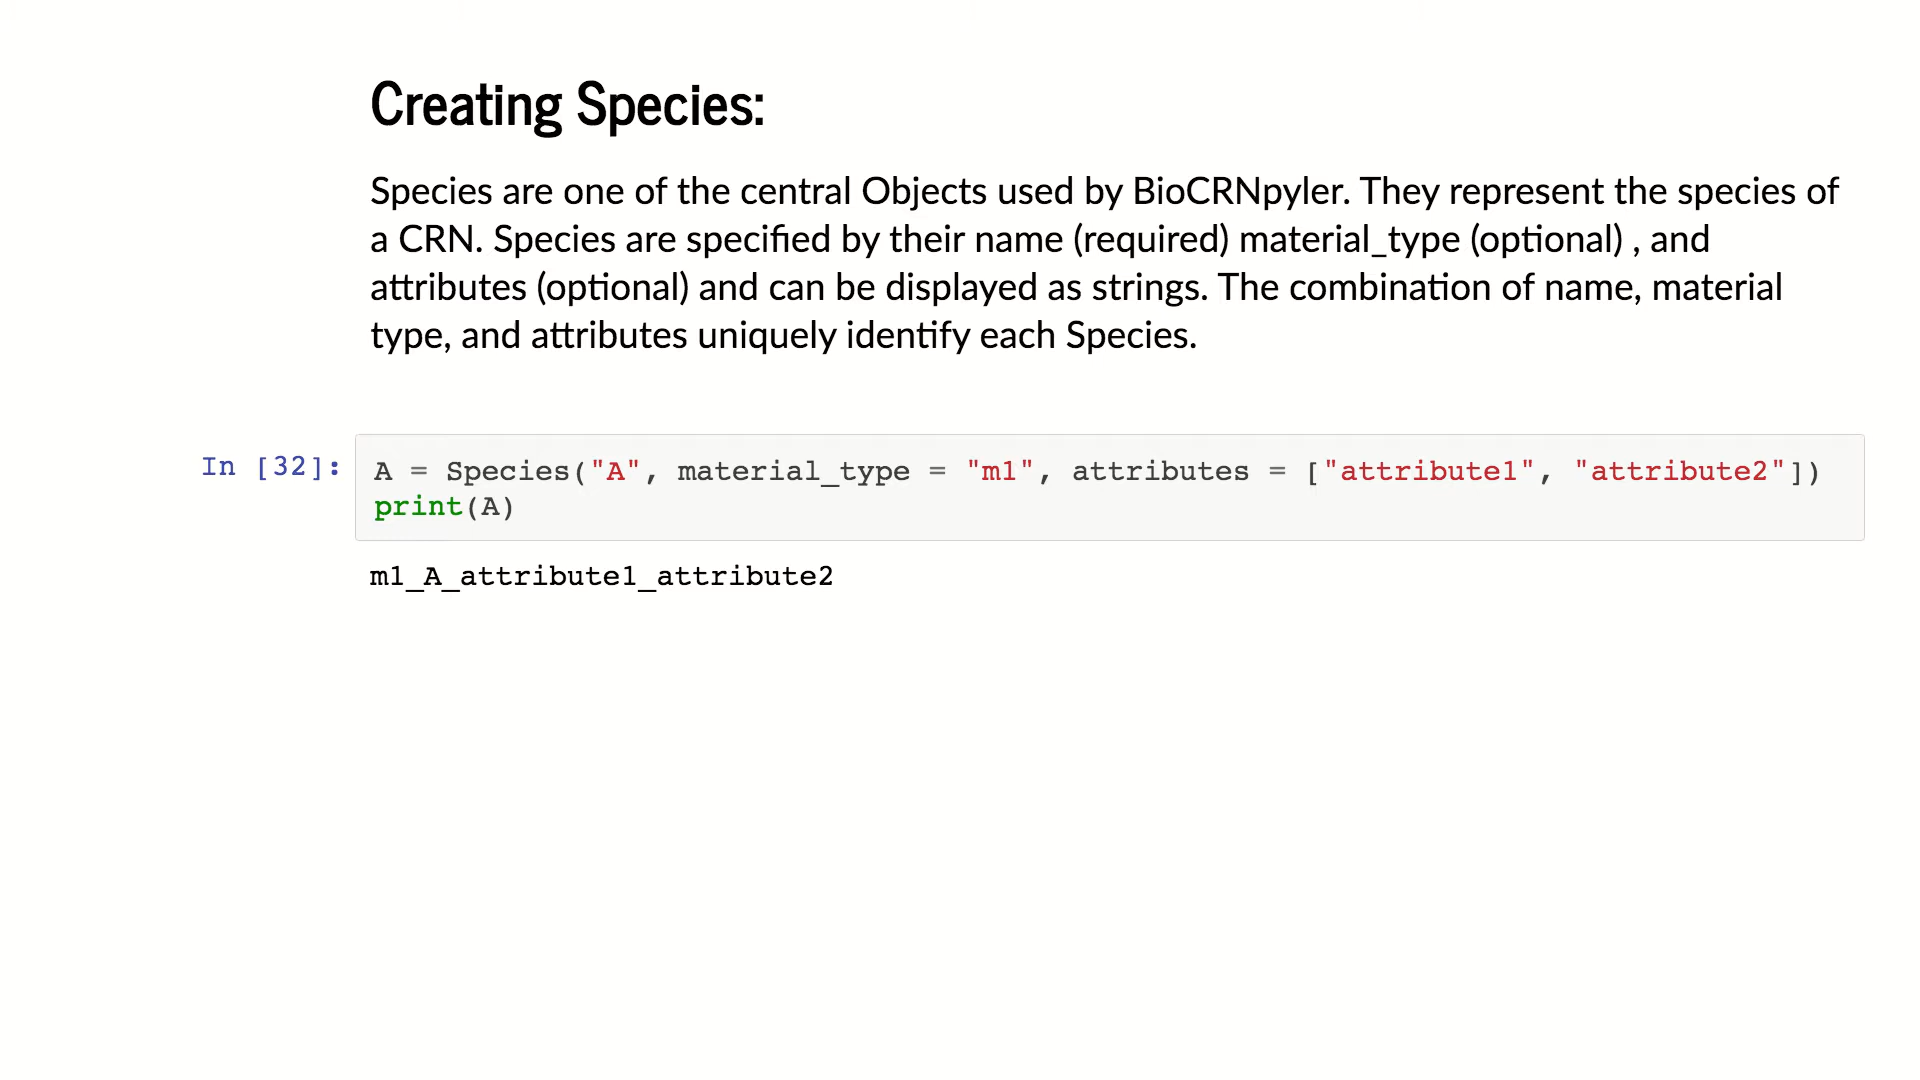 Creating Species:
Species are one of the central Objects used by BioCRNpyler. They represent the species of
a CRN. Species are specified by their name (required) material_type (optional) , and
attributes (optional) and can be displayed as strings. The combination of name, material
type, and attributes uniquely identify each Species.
In [32]: A = Species("A", material_type = "m1", attributes = ["attribute1", "attribute2"])
print(A)
m1_A_attribute1_attribute2